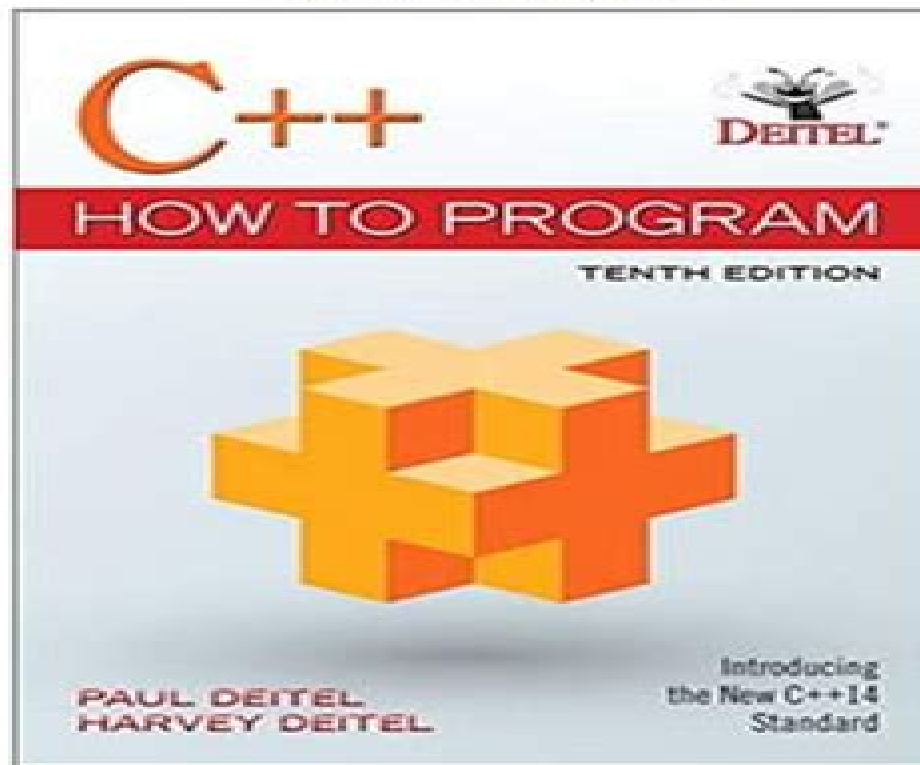 C++
DEITEL®
HOW TO PROGRAM
TENTH EDITION
PAUL DEITEL
HARVEY DEITEL
Introducing
the New C++14
Standard